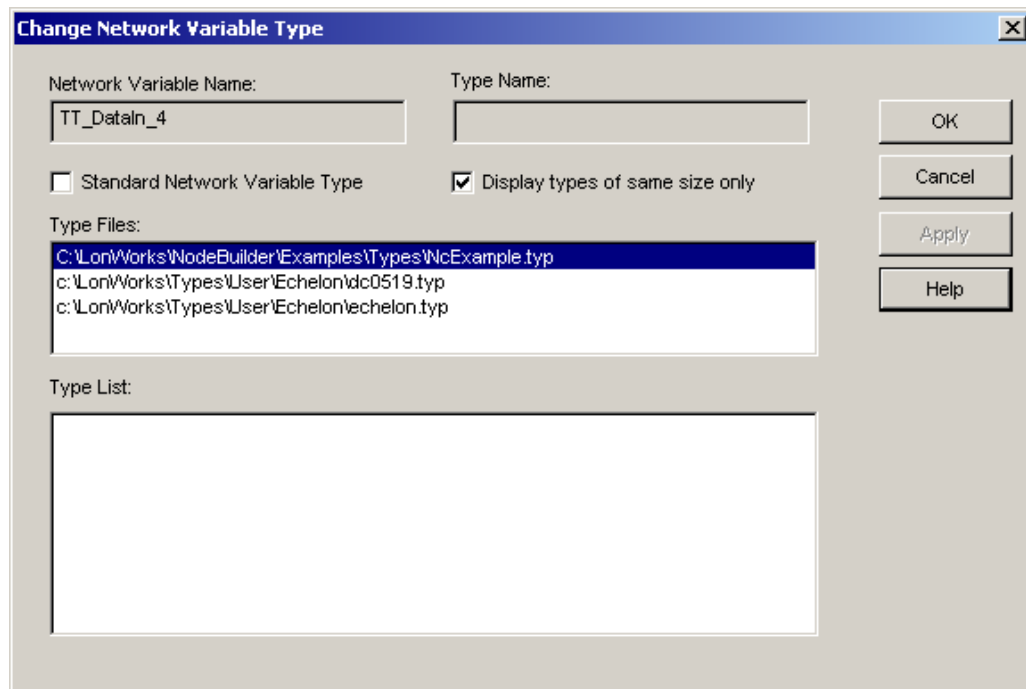 Change Network Variable Type
Network Variable Name:
Type Name:
TT_DataIn_4
OK
Standard Network Variable Type
Display types of same size only
Cancel
Type Files:
Apply
C:\LonWorks\NodeBuilder\Examples\Types\NcExample.typ
c:\LonWorks\Types\User\Echelon\dc0519.typ
Help
c:\LonWorks\Types\User\Echelon\echelon.typ
Type List: